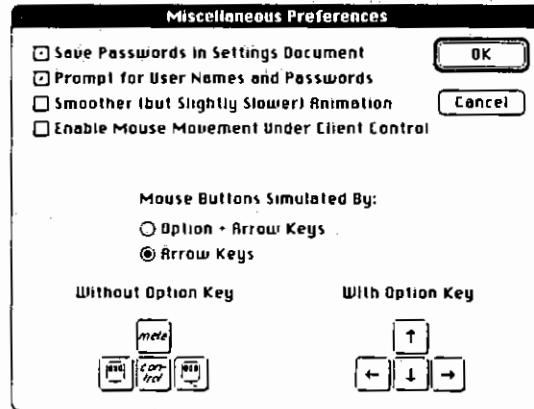 Miscellaneous Preferences
Save Passwords in Settings Document
OK
Prompt for User Names and Passwords
Smoother (but Slightly Slower) Animation
Cancel
Enable Mouse Movement Under Client Control
Mouse Buttons Simulated By:
Option + Arrow Keys
Arrow Keys
Without Option Key
With Option Key
meta
↑
con-
trol
← ↓ →